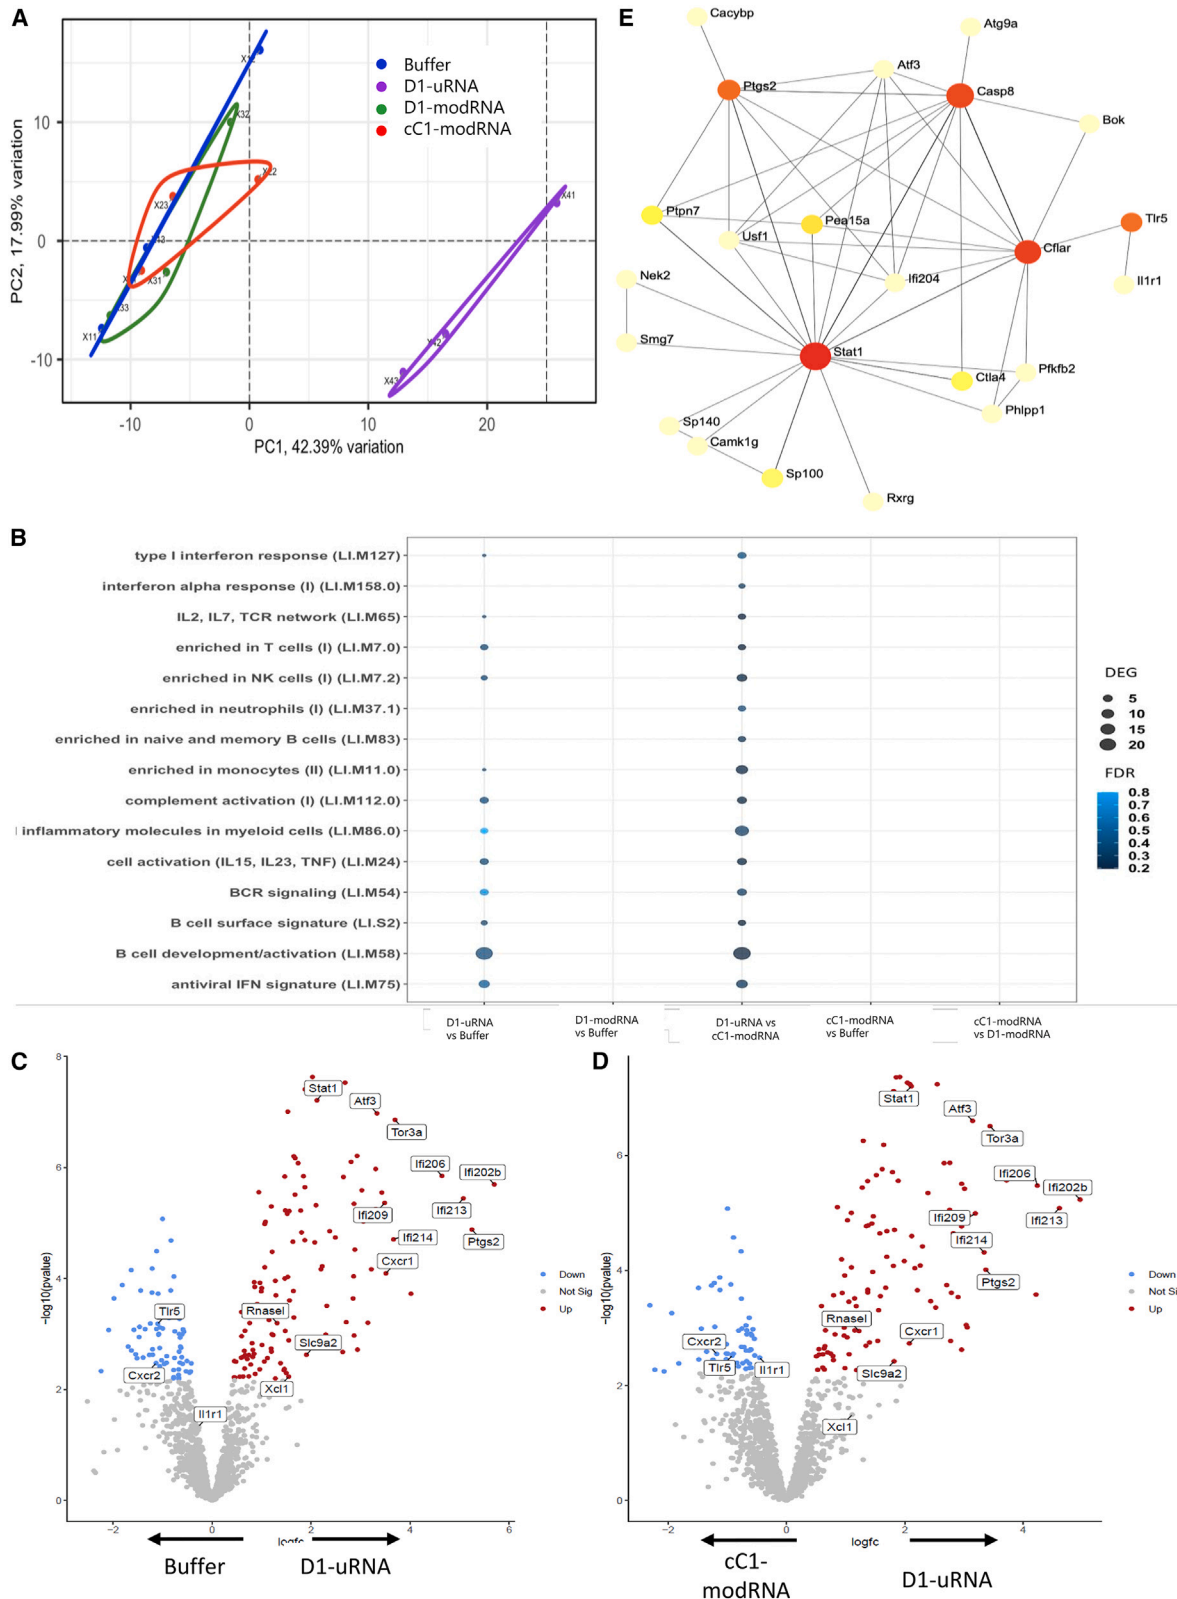 A
PC2, 17.99% variation
10
0
-10
-10
0
10
20
PC1, 42.39% variation
Buffer
D1-uRNA
D1-modRNA
cC1-modRNA
X32
X22
X23
X31
X11
X41
X42
X43
E
Cacybp
Atg9a
Atf3
Ptgs2
Casp8
Bok
Ptpn7
Pea15a
Tlr5
Usf1
Cflar
Nek2
Ifi204
Il1r1
Smg7
Stat1
Pfkfb2
Ctla4
Phlpp1
Sp140
Camk1g
Sp100
Rxrg
B
type I interferon response (LI.M127)
interferon alpha response (I) (LI.M158.0)
IL2, IL7, TCR network (LI.M65)
enriched in T cells (I) (LI.M7.0)
enriched in NK cells (I) (LI.M7.2)
enriched in neutrophils (I) (LI.M37.1)
enriched in naive and memory B cells (LI.M83)
enriched in monocytes (II) (LI.M11.0)
complement activation (I) (LI.M112.0)
inflammatory molecules in myeloid cells (LI.M86.0)
cell activation (IL15, IL23, TNF) (LI.M24)
BCR signaling (LI.M54)
B cell surface signature (LI.S2)
B cell development/activation (LI.M58)
antiviral IFN signature (LI.M75)
D1-uRNA
vs Buffer
D1-modRNA
vs Buffer
D1-uRNA vs
cC1-modRNA
cC1-modRNA
vs Buffer
cC1-modRNA
vs D1-modRNA
DEG
5
10
15
20
FDR
0.8
0.7
0.6
0.5
0.4
0.3
0.2
C
-log10(pvalue)
8
6
4
2
0
Stat1
Atf3
Tor3a
Ifi206
Ifi202b
Ifi209
Ifi213
Ifi214
Ptgs2
Cxcr1
Tlr5
Rnasel
Slc9a2
Cxcr2
Xcl1
Il1r1
Down
Not Sig
Up
-2
0
2
4
6
logfc
Buffer
D1-uRNA
D
-log10(pvalue)
6
4
2
0
Stat1
Atf3
Tor3a
Ifi206
Ifi202b
Ifi209
Ifi213
Ifi214
Ptgs2
Rnasel
Cxcr1
Cxcr2
Tlr5
Il1r1
Slc9a2
Xcl1
Down
Not Si
Up
-2
0
2
4
logfc
cC1-
modRNA
D1-uRNA